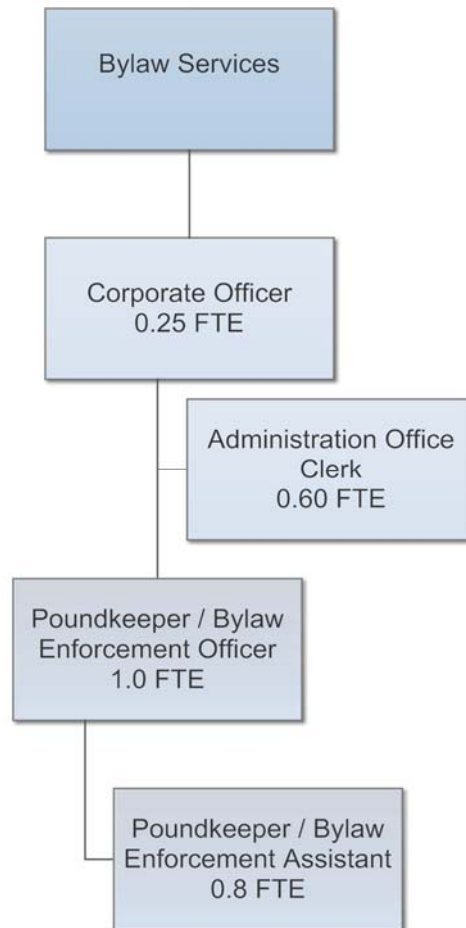 Bylaw Services
Corporate Officer
0.25 FTE
Administration Office
Clerk
0.60 FTE
Poundkeeper / Bylaw
Enforcement Officer
1.0 FTE
Poundkeeper / Bylaw
Enforcement Assistant
0.8 FTE